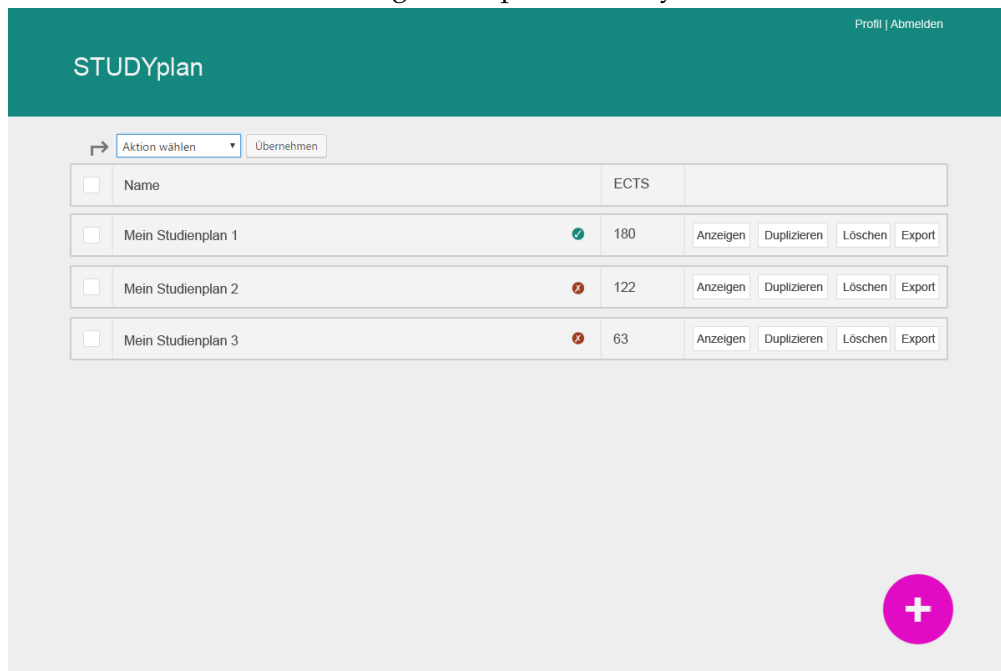 Profil | Abmelden
STUDYplan
Aktion wählen Übernehmen
Name ECTS
Mein Studienplan 1 180 Anzeigen Duplizieren Löschen Export
Mein Studienplan 2 122 Anzeigen Duplizieren Löschen Export
Mein Studienplan 3 63 Anzeigen Duplizieren Löschen Export